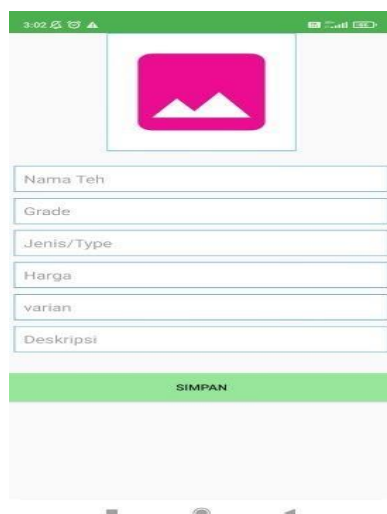 3:02
Nama Teh
Grade
Jenis/Type
Harga
varian
Deskripsi
SIMPAN